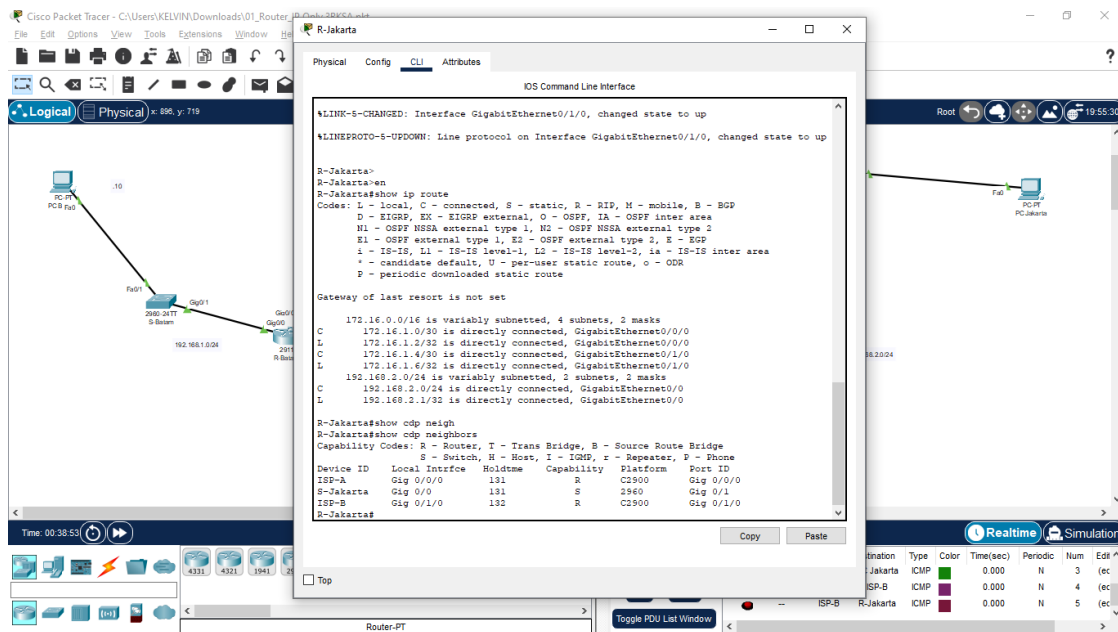 Cisco Packet Tracer - C:\Users\KELVIN\Downloads\01_Router_IP Only 3PKSA.pkt
File Edit Options View Tools Extensions Window
Logical
Physical
x: 896, y: 719
Root
19:55:30
R-Jakarta
Physical Config CLI Attributes
IOS Command Line Interface
%LINK-5-CHANGED: Interface GigabitEthernet0/1/0, changed state to up
%LINEPROTO-5-UPDOWN: Line protocol on Interface GigabitEthernet0/1/0, changed state to up
R-Jakarta>
R-Jakarta>en
R-Jakarta#show ip route
Codes: L - local, C - connected, S - static, R - RIP, M - mobile, B - BGP
D - EIGRP, EX - EIGRP external, O - OSPF, IA - OSPF inter area
N1 - OSPF NSSA external type 1, N2 - OSPF NSSA external type 2
E1 - OSPF external type 1, E2 - OSPF external type 2, E - EGP
i - IS-IS, L1 - IS-IS level-1, L2 - IS-IS level-2, ia - IS-IS inter area
* - candidate default, U - per-user static route, o - ODR
P - periodic downloaded static route
Gateway of last resort is not set
172.16.0.0/16 is variably subnetted, 4 subnets, 2 masks
C 172.16.1.0/30 is directly connected, GigabitEthernet0/0/0
L 172.16.1.2/32 is directly connected, GigabitEthernet0/0/0
C 172.16.1.4/30 is directly connected, GigabitEthernet0/1/0
L 172.16.1.6/32 is directly connected, GigabitEthernet0/1/0
192.168.2.0/24 is variably subnetted, 2 subnets, 2 masks
C 192.168.2.0/24 is directly connected, GigabitEthernet0/0
L 192.168.2.1/32 is directly connected, GigabitEthernet0/0
R-Jakarta#show cdp neigh
R-Jakarta#show cdp neighbors
Capability Codes: R - Router, T - Trans Bridge, B - Source Route Bridge
S - Switch, H - Host, I - IGMP, r - Repeater, P - Phone
Device ID Local Intrfce Holdtme Capability Platform Port ID
ISP-A Gig 0/0/0 131 R C2900 Gig 0/0/0
S-Jakarta Gig 0/0 131 S 2960 Gig 0/1
ISP-B Gig 0/1/0 132 R C2900 Gig 0/1/0
R-Jakarta#
Copy Paste
Top
.10
PC-PT
PC B
Fa0
Fa0/1
2960-24TT
S-Batam
Gig0/1
Gig0/0
2911
192.168.1.0/24
Fa0
PC-PT
PC Jakarta
Time: 00:38:53
Realtime
Simulation
4331 4321 1941
Router-PT
Toggle PDU List Window
Type Color Time(sec) Periodic Num Edit
Jakarta ICMP 0.000 N 3
ISP-B ICMP 0.000 N 4
-- ISP-B R-Jakarta ICMP 0.000 N 5